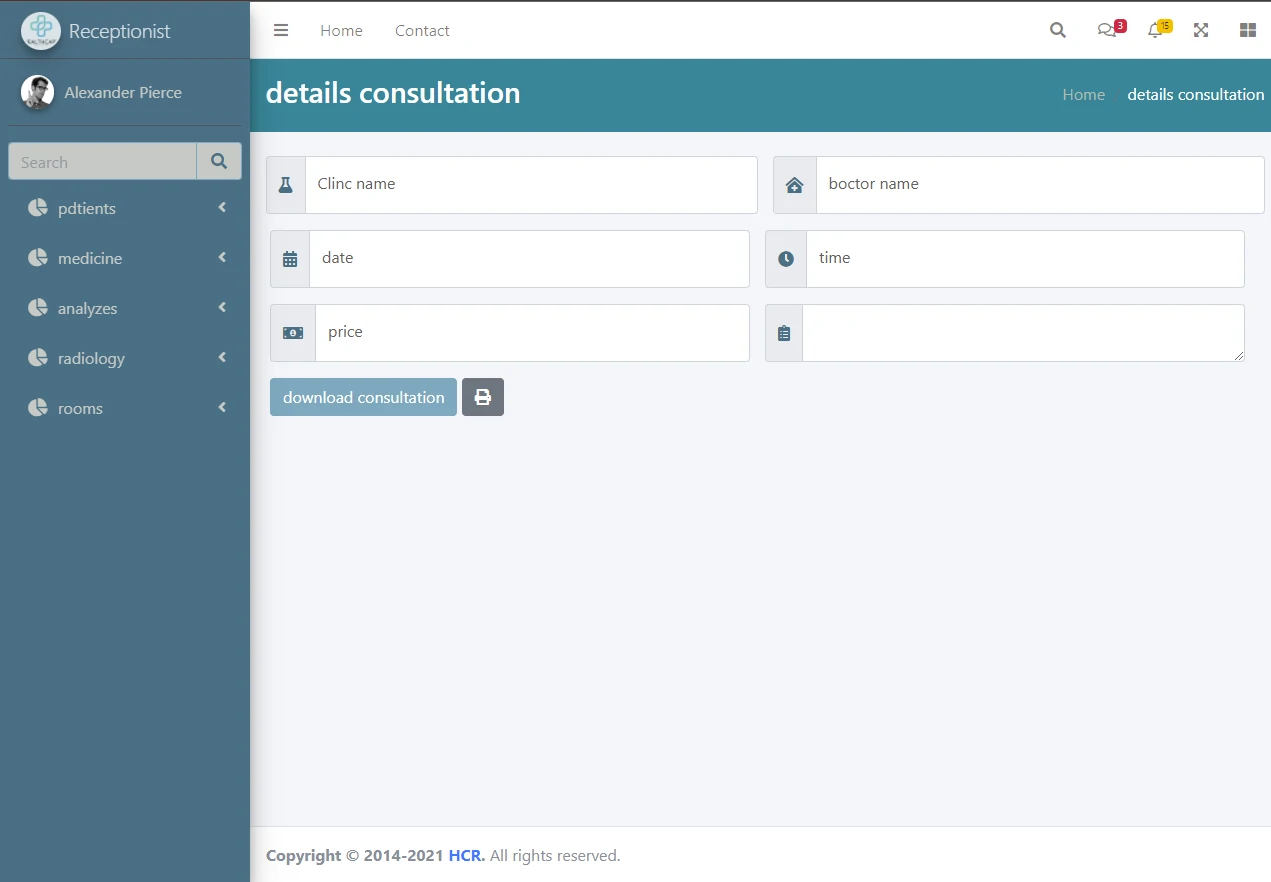 Receptionist
Home
Contact
3
15
Alexander Pierce
details consultation
Home
details consultation
Search
pdtients
medicine
analyzes
radiology
rooms
Clinc name
boctor name
date
time
price
download consultation
Copyright © 2014-2021 HCR. All rights reserved.